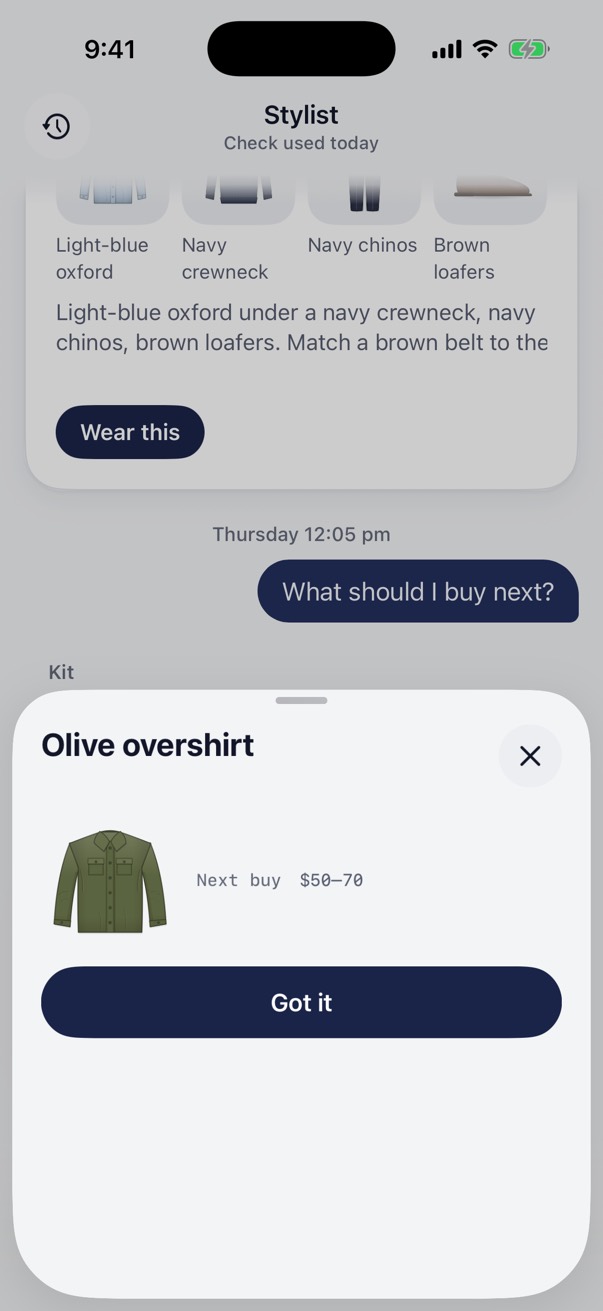 9:41
Stylist
Check used today
Light-blue oxford
Navy crewneck
Navy chinos
Brown loafers
Light-blue oxford under a navy crewneck, navy
chinos, brown loafers. Match a brown belt to the
Wear this
Thursday 12:05 pm
What should I buy next?
Kit
Olive overshirt
Next buy $50–70
Got it